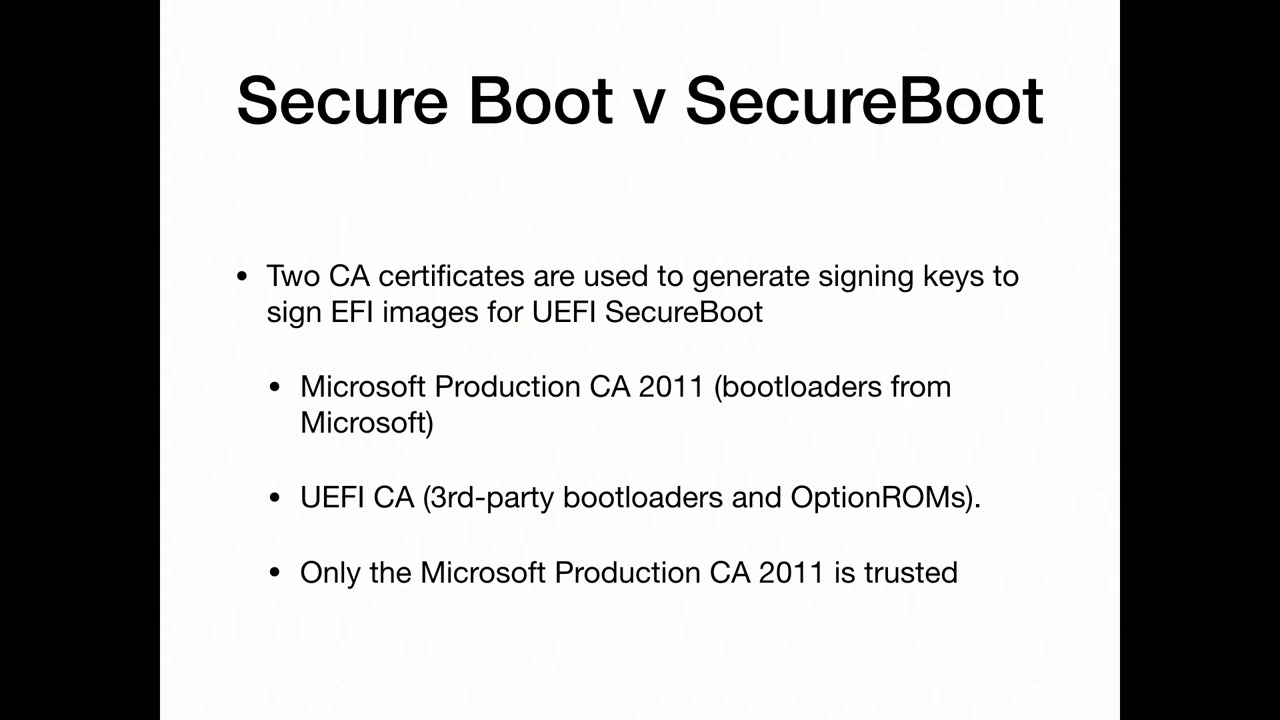 Secure Boot v SecureBoot
• Two CA certificates are used to generate signing keys to
sign EFI images for UEFI SecureBoot
• Microsoft Production CA 2011 (bootloaders from
Microsoft)
• UEFI CA (3rd-party bootloaders and OptionROMs).
• Only the Microsoft Production CA 2011 is trusted